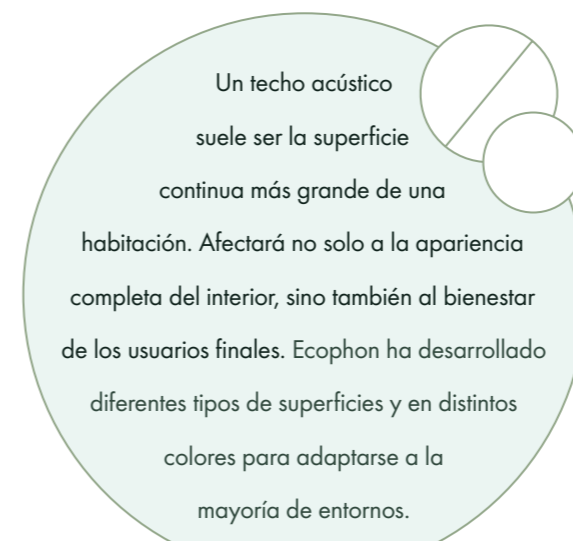 Un techo acústico
suele ser la superficie
continua más grande de una
habitación. Afectará no solo a la apariencia
completa del interior, sino también al bienestar
de los usuarios finales. Ecophon ha desarrollado
diferentes tipos de superficies y en distintos
colores para adaptarse a la
mayoría de entornos.